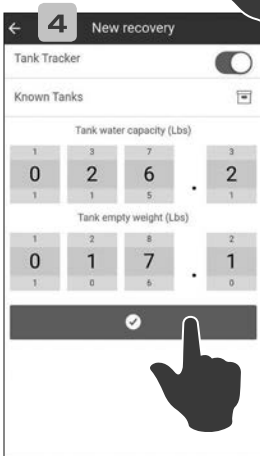 4 New recovery
Tank Tracker
Known Tanks
Tank water capacity (Lbs)
1 3 7 3
0 2 6 . 2
1 1 5 1
Tank empty weight (Lbs)
1 2 8 2
0 1 7 . 1
1 0 6 0